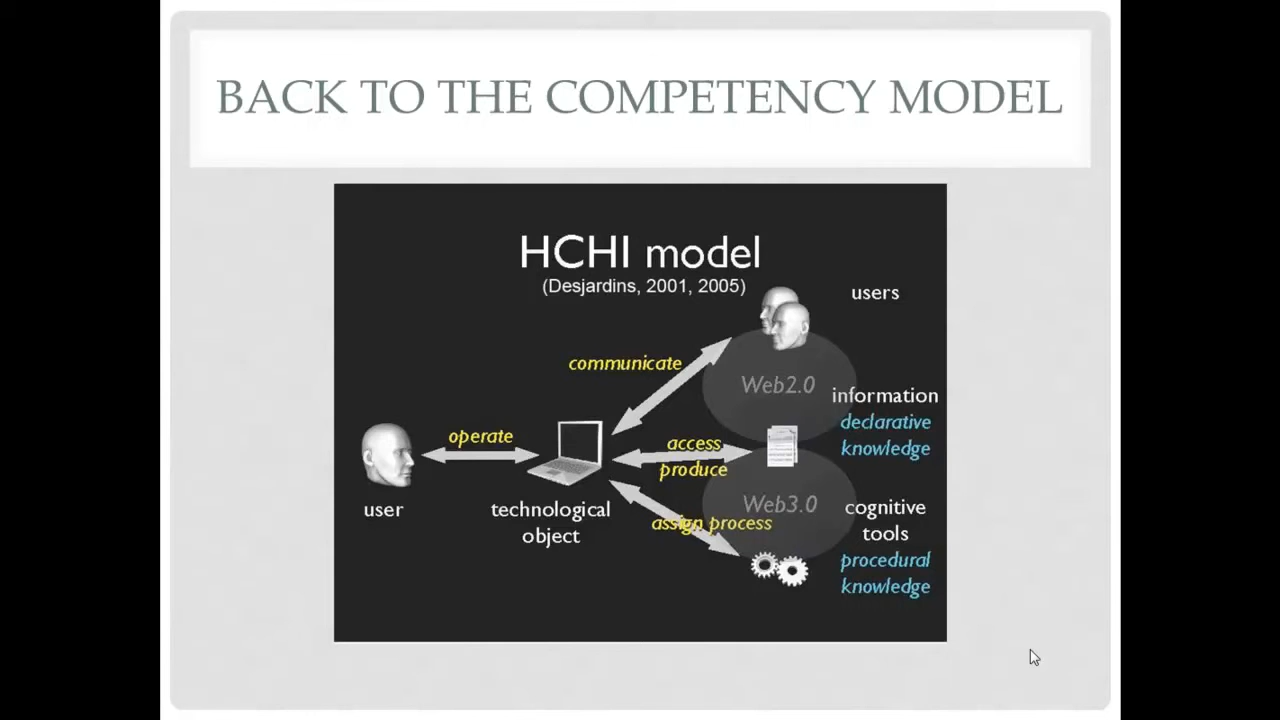 BACK TO THE COMPETENCY MODEL
HCHI model
(Desjardins, 2001, 2005)
users
communicate
Web2.0
information
declarative
knowledge
operate
access
produce
user
technological
object
Web3.0
assign process
cognitive
tools
procedural
knowledge